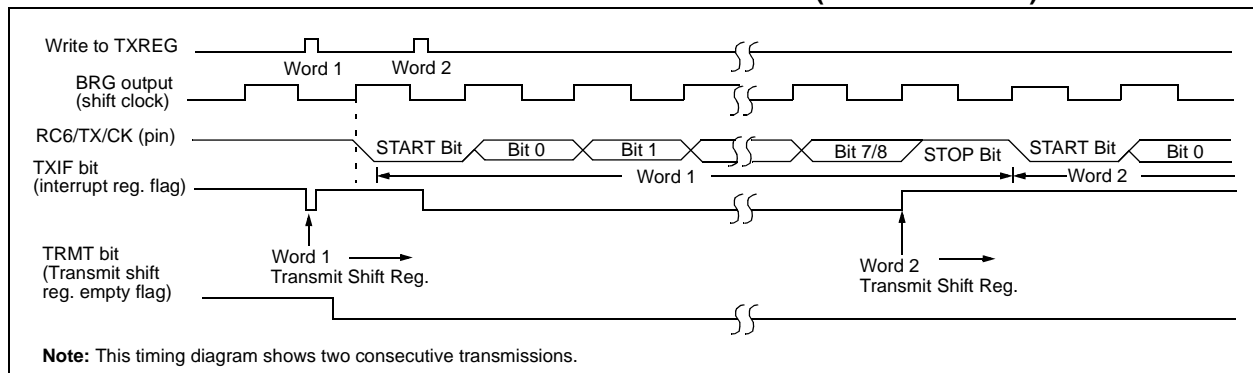 Write to TXREG
Word 1
Word 2
BRG output
(shift clock)
RC6/TX/CK (pin)
START Bit
Bit 0
Bit 1
Bit 7/8
STOP Bit
START Bit
Bit 0
Word 1
Word 2
TXIF bit
(interrupt reg. flag)
Word 1
Transmit Shift Reg.
Word 2
Transmit Shift Reg.
TRMT bit
(Transmit shift
reg. empty flag)
Note: This timing diagram shows two consecutive transmissions.